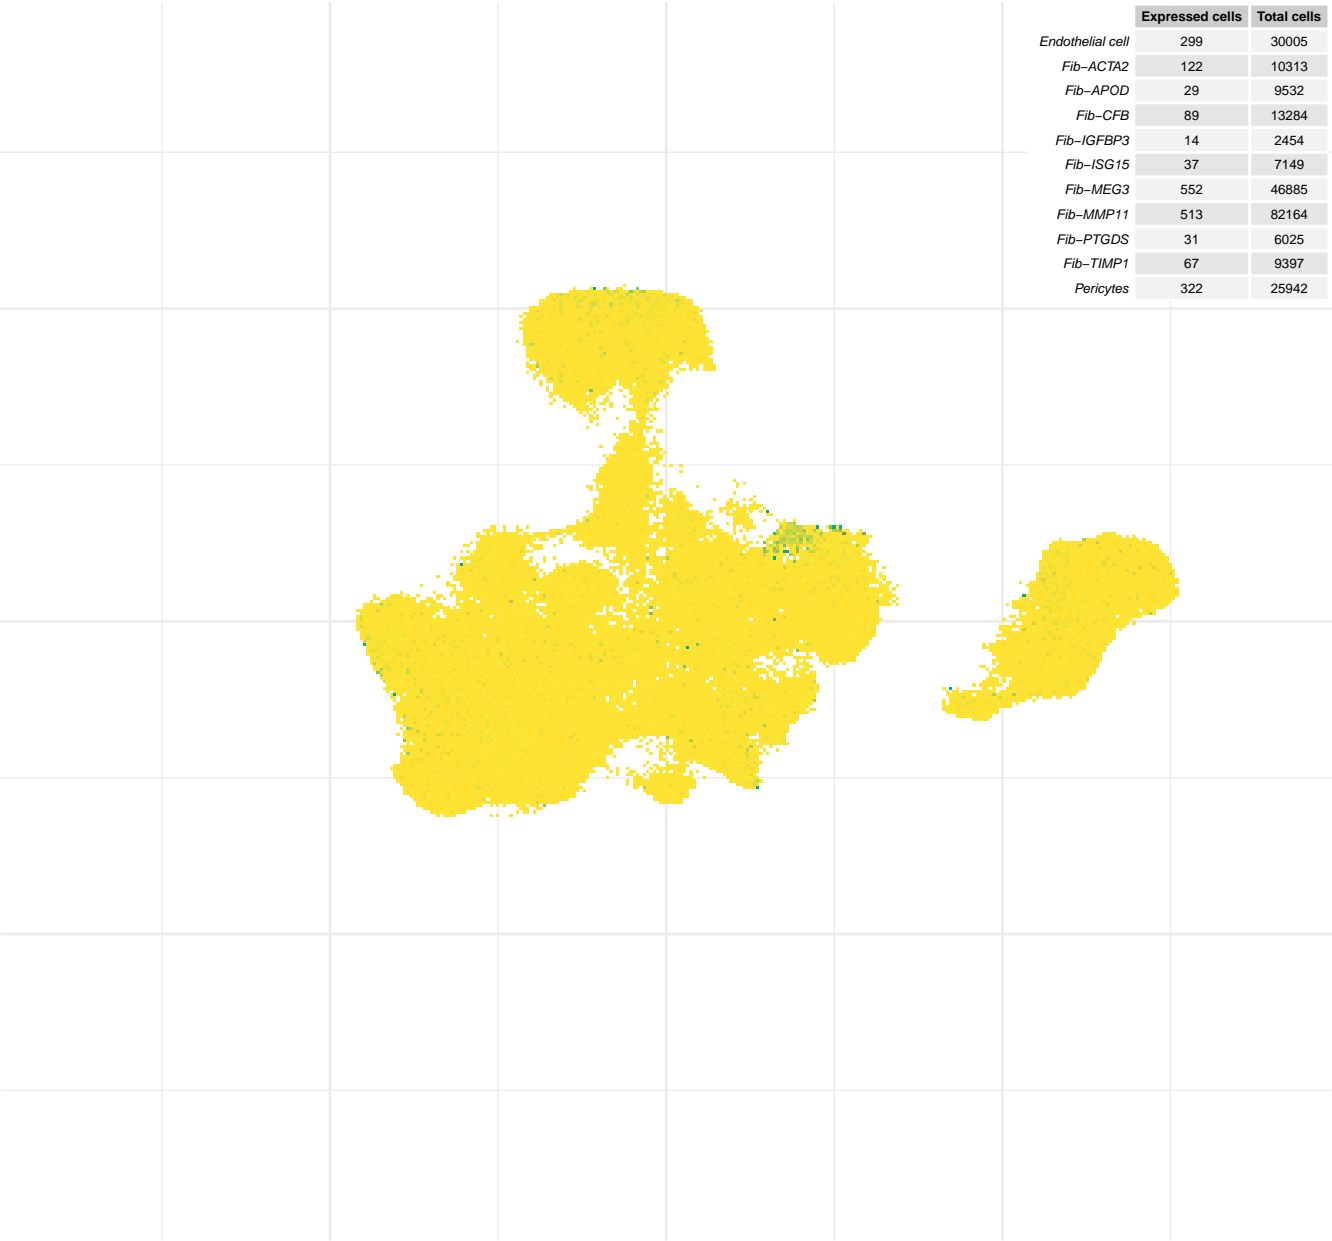 Expressed cells Total cells
Endothelial cell 299 30005
Fib−ACTA2 122 10313
Fib−APOD 29 9532
Fib−CFB 89 13284
Fib−IGFBP3 14 2454
Fib−ISG15 37 7149
Fib−MEG3 552 46885
Fib−MMP11 513 82164
Fib−PTGDS 31 6025
Fib−TIMP1 67 9397
Pericytes 322 25942